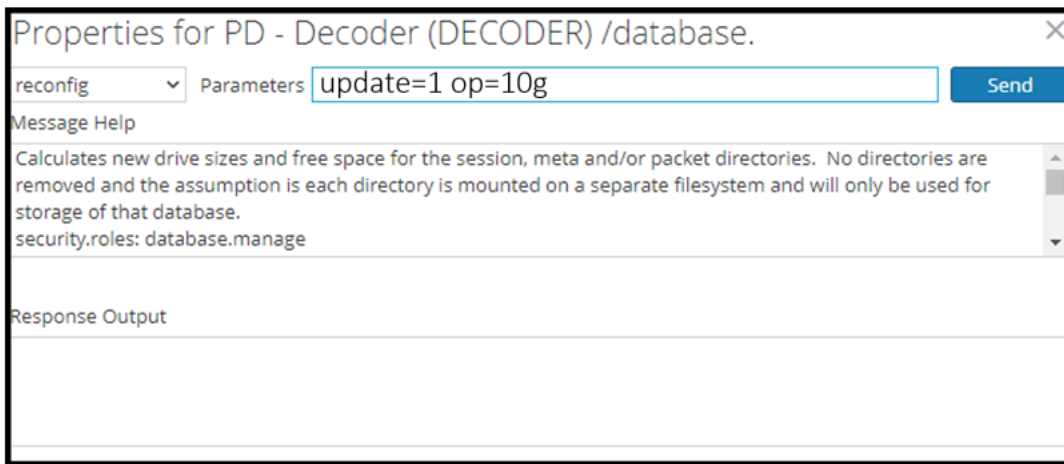 Properties for PD - Decoder (DECODER) /database.
reconfig Parameters update=1 op=10g Send
Message Help
Calculates new drive sizes and free space for the session, meta and/or packet directories. No directories are
removed and the assumption is each directory is mounted on a separate filesystem and will only be used for
storage of that database.
security.roles: database.manage
Response Output